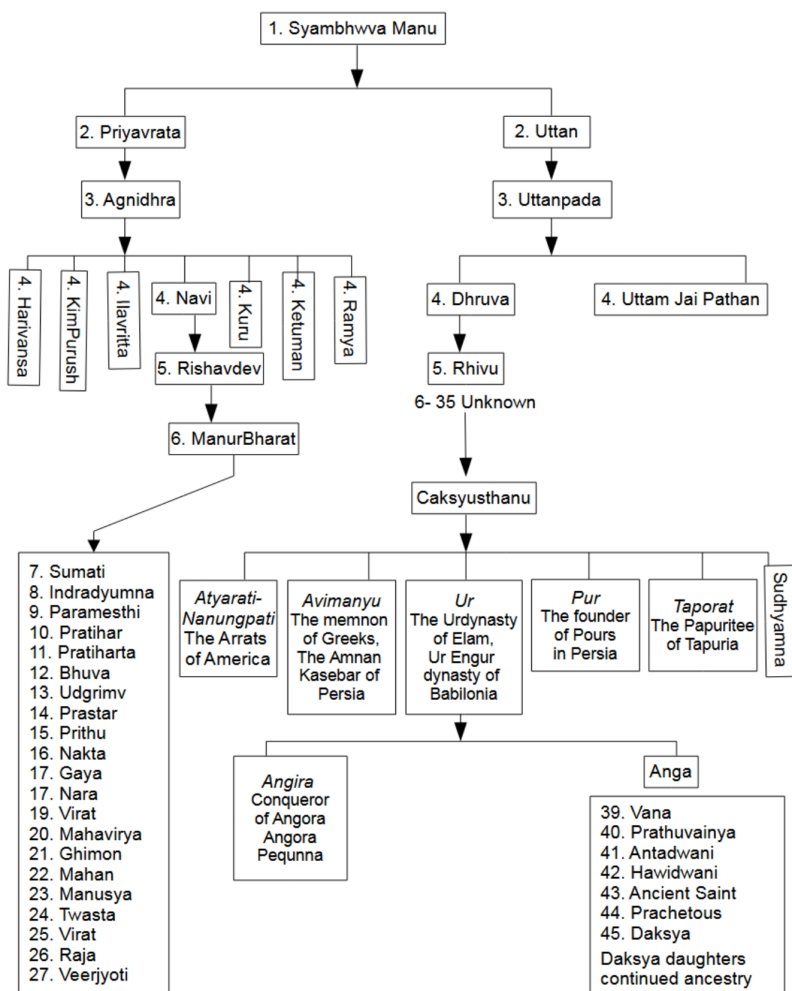 1. Syambhwva Manu
2. Priyavrata
2. Uttan
3. Agnidhra
3. Uttanpada
4. Harivansa
4. KimPurush
4. Ilavritta
4. Navi
4. Kuru
4. Ketuman
4. Ramya
4. Dhruva
4. Uttam Jai Pathan
5. Rishavdev
5. Rhivu
6- 35 Unknown
6. ManurBharat
Caksyusthanu
7. Sumati
8. Indradyumna
9. Paramesthi
10. Pratihar
11. Pratiharta
12. Bhuva
13. Udgrimv
14. Prastar
15. Prithu
16. Nakta
17. Gaya
17. Nara
19. Virat
20. Mahavirya
21. Ghimon
22. Mahan
23. Manusya
24. Twasta
25. Virat
26. Raja
27. Veerjyoti
Atyarati-
Nanungpati
The Arrats
of America
Avimanyu
The memnon
of Greeks,
The Amnan
Kasebar of
Persia
Ur
The Urdynasty
of Elam,
Ur Engur
dynasty of
Babilonia
Pur
The founder
of Pours
in Persia
Taporat
The Papuritee
of Tapuria
Sudhyamna
Angira
Conqueror
of Angora
Angora
Pequnna
Anga
39. Vana
40. Prathuvainya
41. Antadwani
42. Hawidwani
43. Ancient Saint
44. Prachetous
45. Daksya
Daksya daughters
continued ancestry